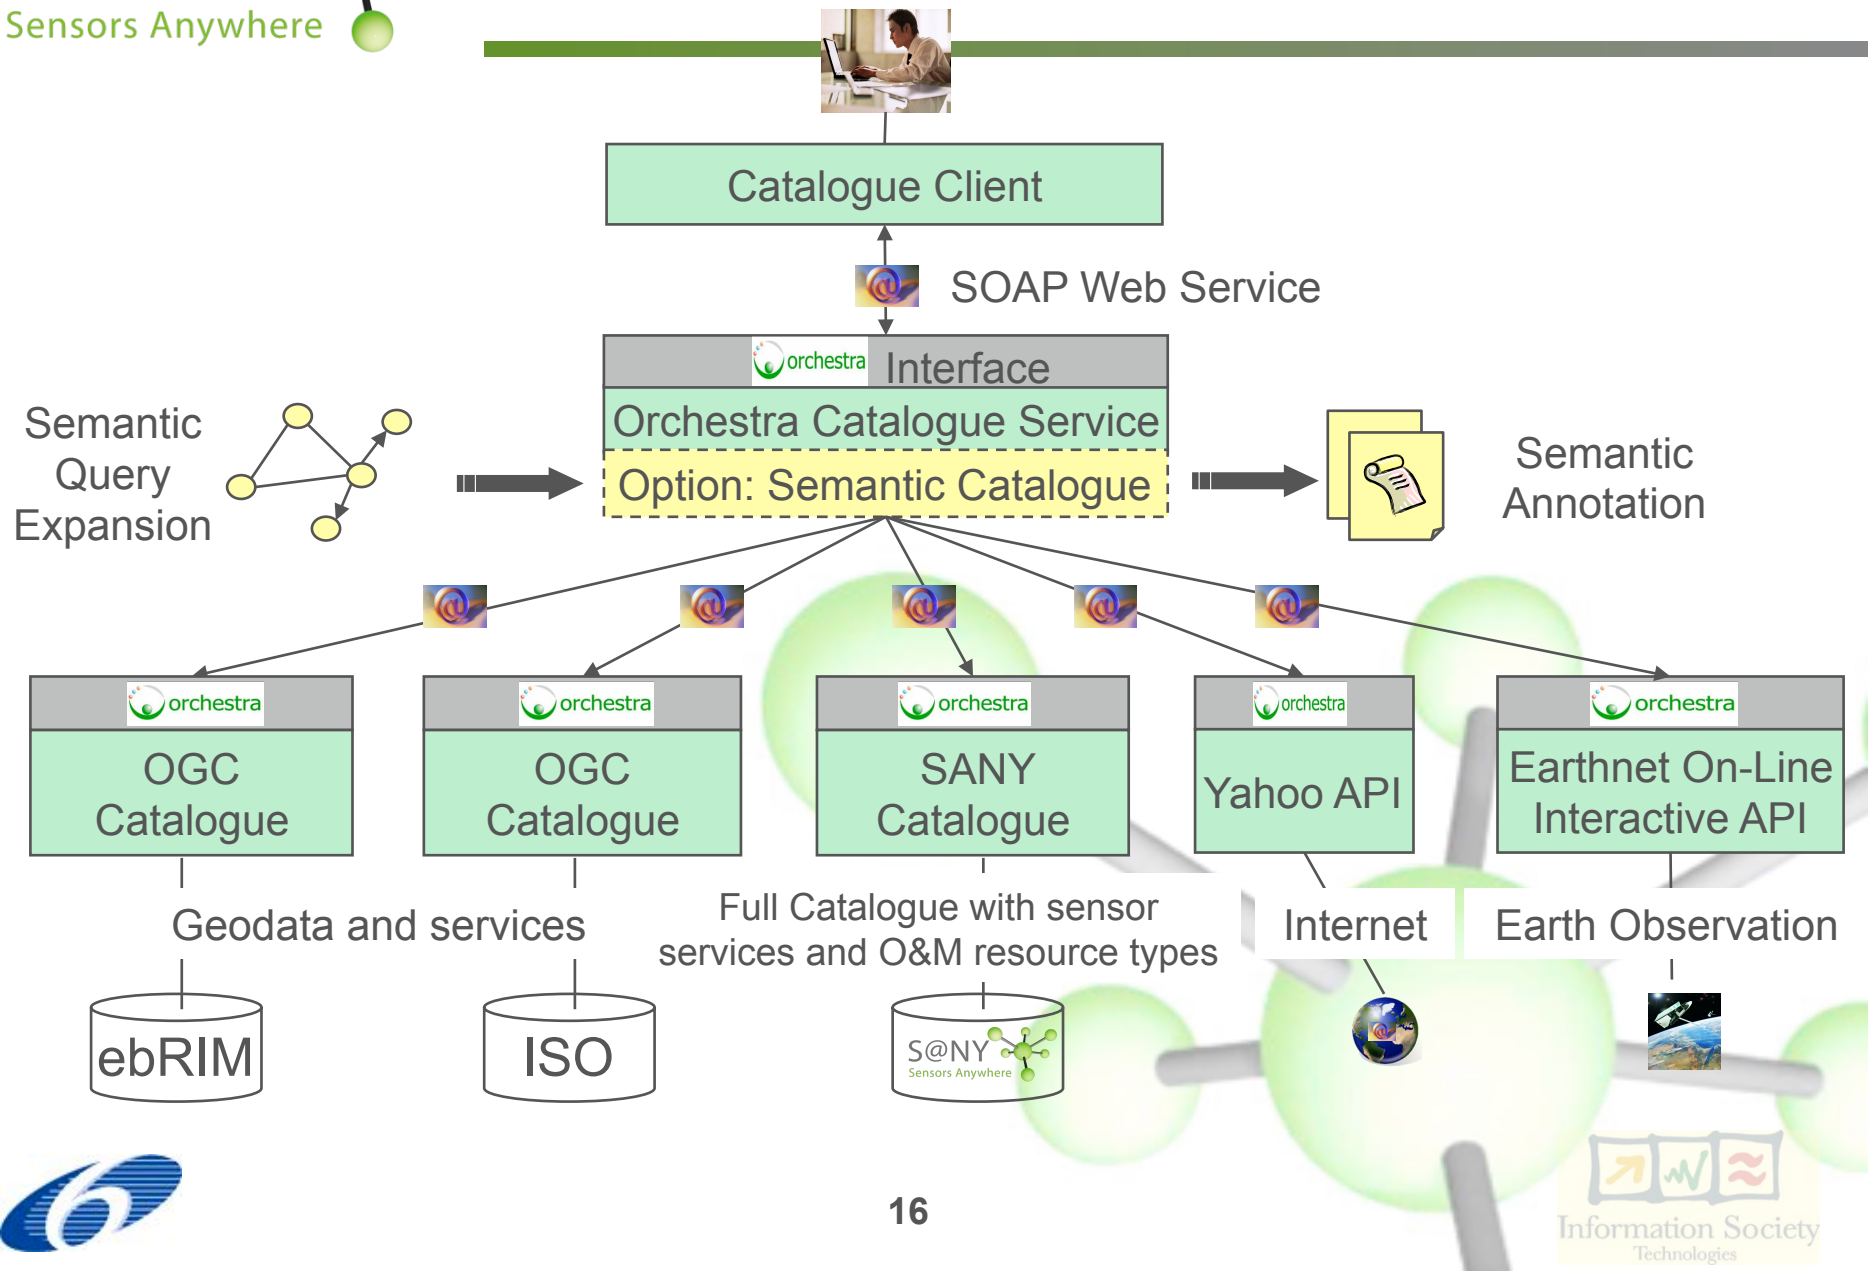 Sensors Anywhere
Catalogue Client
SOAP Web Service
orchestra Interface
Orchestra Catalogue Service
Option: Semantic Catalogue
Semantic
Query
Expansion
Semantic
Annotation
orchestra
OGC
Catalogue
orchestra
OGC
Catalogue
orchestra
SANY
Catalogue
orchestra
Yahoo API
orchestra
Earthnet On-Line
Interactive API
Geodata and services
Full Catalogue with sensor
services and O&M resource types
Internet
Earth Observation
ebRIM
ISO
S@NY
Sensors Anywhere
16
Information Society
Technologies